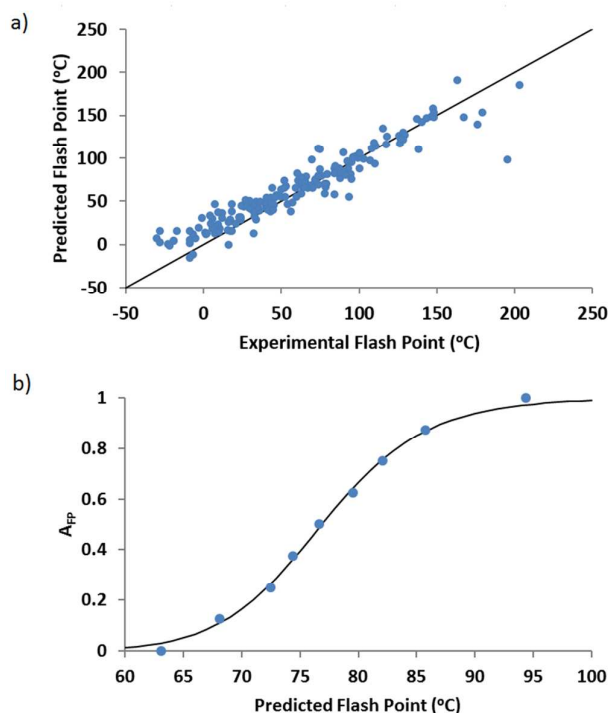 a)
250
200
150
100
50
0
-50
Predicted Flash Point (°C)
-50 0 50 100 150 200 250
Experimental Flash Point (°C)
b)
1
0.8
0.6
0.4
0.2
0
A_FP
60 65 70 75 80 85 90 95 100
Predicted Flash Point (°C)